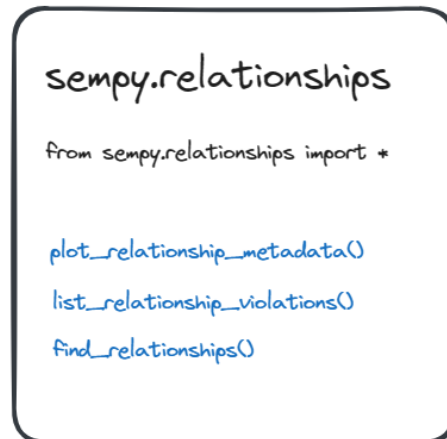 sempy.relationships
from sempy.relationships import *
plot_relationship_metadata()
list_relationship_violations()
find_relationships()